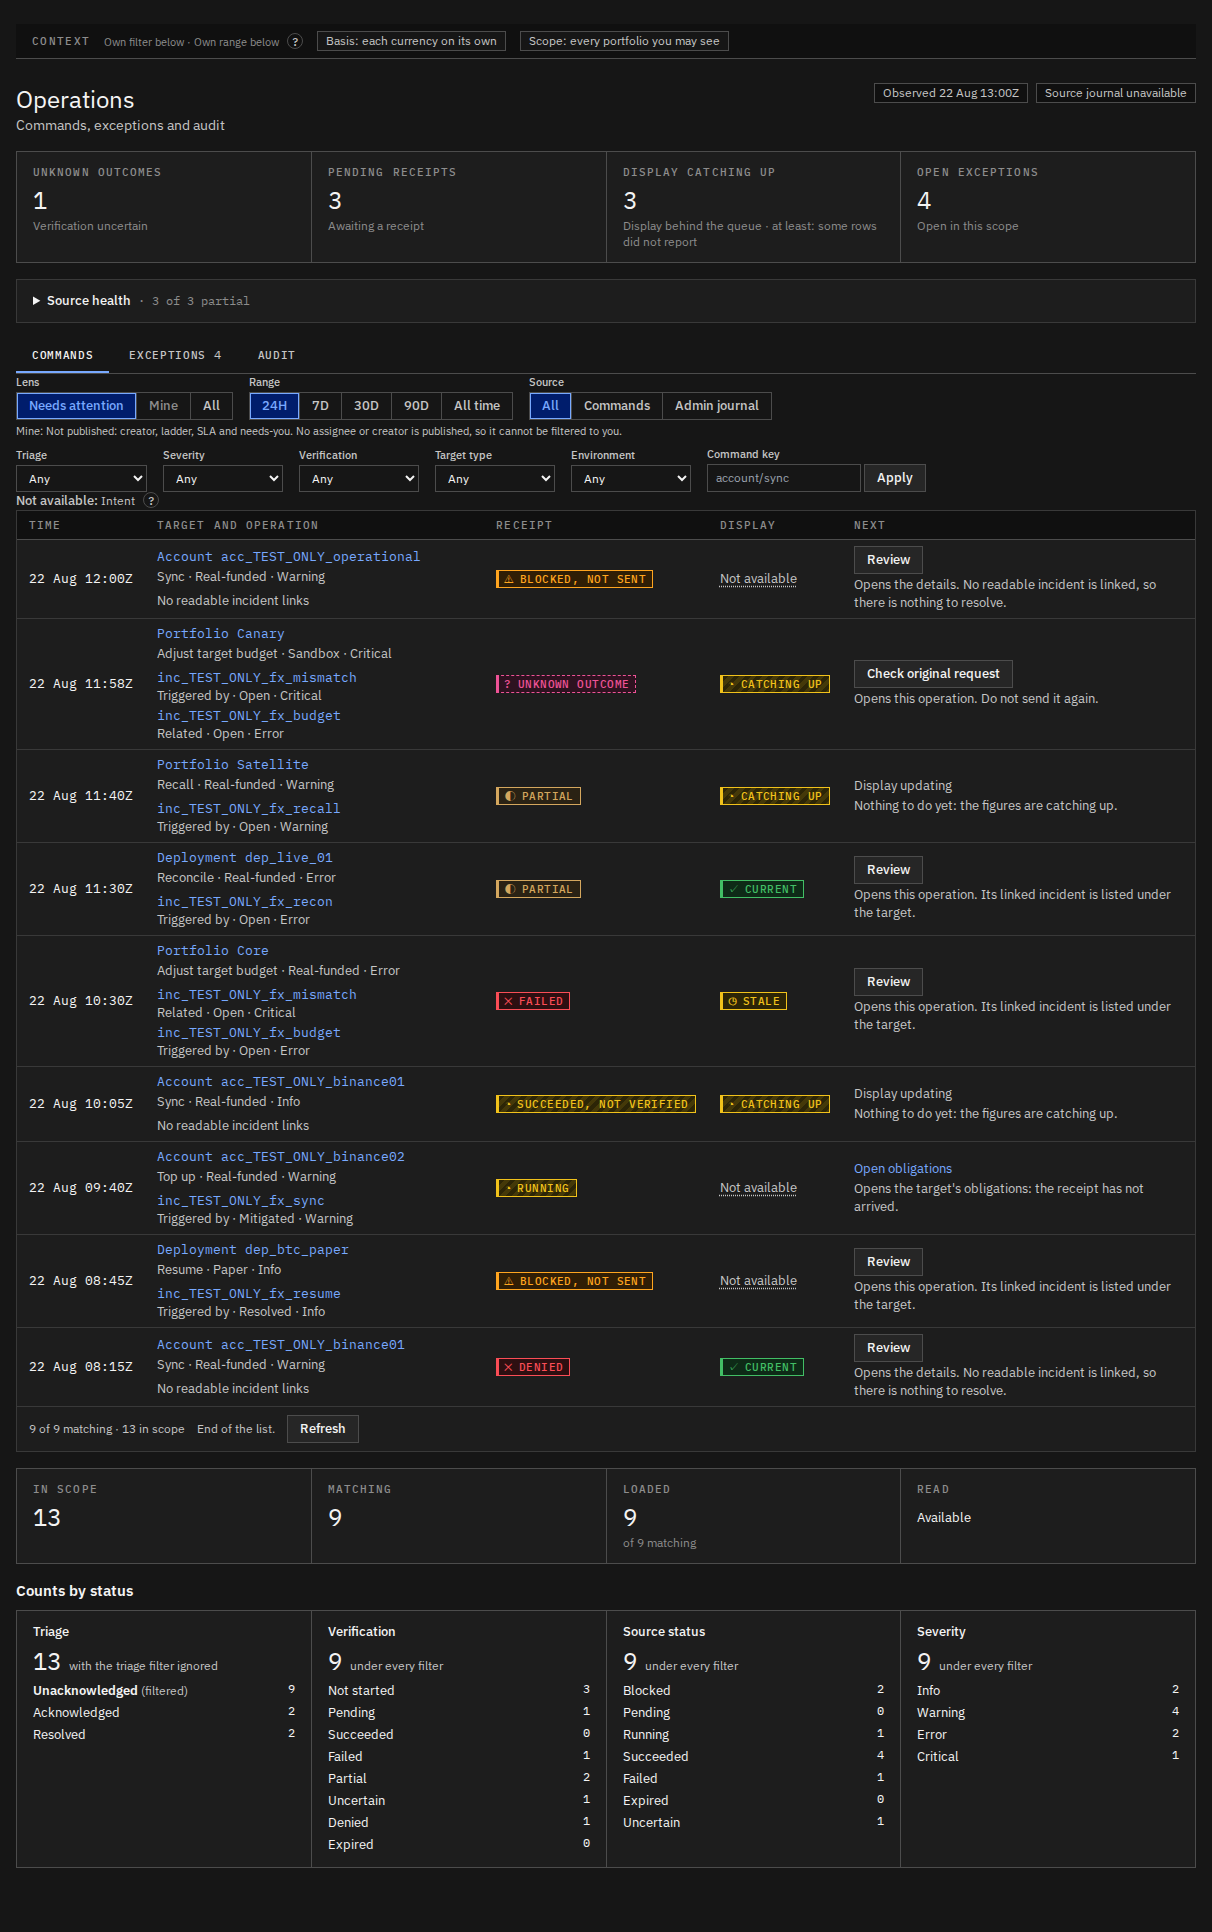 CONTEXT Own filter below · Own range below ? Basis: each currency on its own Scope: every portfolio you may see
Operations
Observed 22 Aug 13:00Z Source journal unavailable
Commands, exceptions and audit
UNKNOWN OUTCOMES PENDING RECEIPTS DISPLAY CATCHING UP OPEN EXCEPTIONS
1 3 3 4
Verification uncertain Awaiting a receipt Display behind the queue · at least: some rows Open in this scope
did not report
▶ Source health · 3 of 3 partial
COMMANDS EXCEPTIONS 4 AUDIT
Lens Range Source
Needs attention Mine All 24H 7D 30D 90D All time All Commands Admin journal
Mine: Not published: creator, ladder, SLA and needs-you. No assignee or creator is published, so it cannot be filtered to you.
Triage Severity Verification Target type Environment Command key
Any Any Any Any Any account/sync Apply
Not available: Intent ?
TIME TARGET AND OPERATION RECEIPT DISPLAY NEXT
Account acc_TEST_ONLY_operational
22 Aug 12:00Z Sync · Real-funded · Warning ⚠ BLOCKED, NOT SENT Not available Review
No readable incident links
Opens the details. No readable incident is linked, so
there is nothing to resolve.
Portfolio Canary
Adjust target budget · Sandbox · Critical
inc_TEST_ONLY_fx_mismatch
22 Aug 11:58Z Triggered by · Open · Critical ? UNKNOWN OUTCOME · CATCHING UP Check original request
inc_TEST_ONLY_fx_budget
Related · Open · Error
Opens this operation. Do not send it again.
Portfolio Satellite
Recall · Real-funded · Warning
22 Aug 11:40Z inc_TEST_ONLY_fx_recall ◐ PARTIAL · CATCHING UP Display updating
Triggered by · Open · Warning
Nothing to do yet: the figures are catching up.
Deployment dep_live_01
Reconcile · Real-funded · Error
22 Aug 11:30Z inc_TEST_ONLY_fx_recon ◐ PARTIAL ✓ CURRENT Review
Triggered by · Open · Error
Opens this operation. Its linked incident is listed under
the target.
Portfolio Core
Adjust target budget · Real-funded · Error
inc_TEST_ONLY_fx_mismatch
22 Aug 10:30Z Related · Open · Critical ✕ FAILED ◷ STALE Review
inc_TEST_ONLY_fx_budget
Triggered by · Open · Error
Opens this operation. Its linked incident is listed under
the target.
Account acc_TEST_ONLY_binance01
22 Aug 10:05Z Sync · Real-funded · Info · SUCCEEDED, NOT VERIFIED · CATCHING UP Display updating
No readable incident links
Nothing to do yet: the figures are catching up.
Account acc_TEST_ONLY_binance02
Top up · Real-funded · Warning
22 Aug 09:40Z inc_TEST_ONLY_fx_sync · RUNNING Not available Open obligations
Triggered by · Mitigated · Warning
Opens the target's obligations: the receipt has not
arrived.
Deployment dep_btc_paper
Resume · Paper · Info
22 Aug 08:45Z inc_TEST_ONLY_fx_resume ⚠ BLOCKED, NOT SENT Not available Review
Triggered by · Resolved · Info
Opens this operation. Its linked incident is listed under
the target.
Account acc_TEST_ONLY_binance01
22 Aug 08:15Z Sync · Real-funded · Warning ✕ DENIED ✓ CURRENT Review
No readable incident links
Opens the details. No readable incident is linked, so
there is nothing to resolve.
9 of 9 matching · 13 in scope End of the list. Refresh
IN SCOPE MATCHING LOADED READ
13 9 9 Available
of 9 matching
Counts by status
Triage Verification Source status Severity
13 with the triage filter ignored 9 under every filter 9 under every filter 9 under every filter
Unacknowledged (filtered) 9 Not started 3 Blocked 2 Info 2
Acknowledged 2 Pending 1 Pending 0 Warning 4
Resolved 2 Succeeded 0 Running 1 Error 2
Failed 1 Succeeded 4 Critical 1
Partial 2 Failed 1
Uncertain 1 Expired 0
Denied 1 Uncertain 1
Expired 0